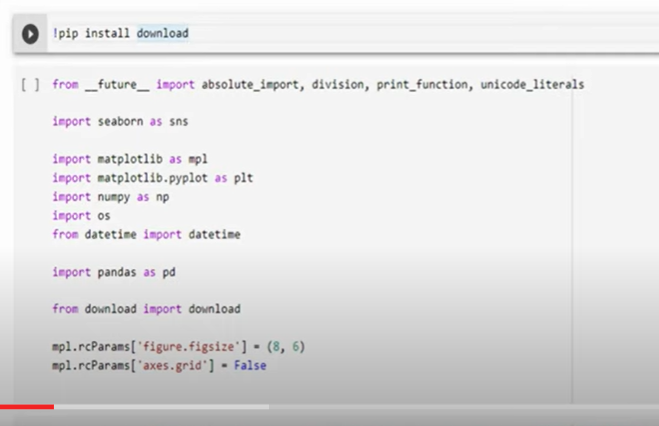 !pip install download
[ ] from __future__ import absolute_import, division, print_function, unicode_literals
import seaborn as sns
import matplotlib as mpl
import matplotlib.pyplot as plt
import numpy as np
import os
from datetime import datetime
import pandas as pd
from download import download
mpl.rcParams['figure.figsize'] = (8, 6)
mpl.rcParams['axes.grid'] = False